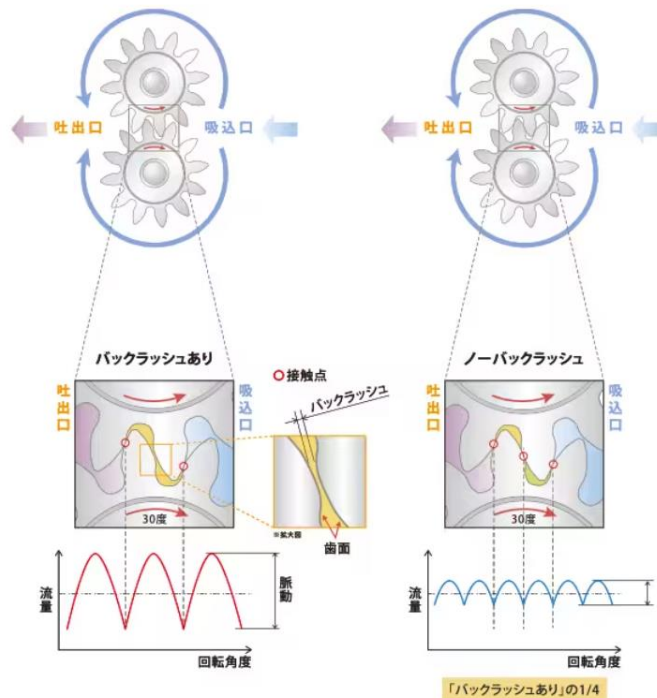 吐出口
吸込口
吐出口
吸込口
バックラッシュあり
吐出口
吸込口
30度
接触点
バックラッシュ
※拡大図
歯面
ノーバックラッシュ
吐出口
吸込口
30度
流量
脈動
回転角度
流量
回転角度
「バックラッシュあり」の1/4